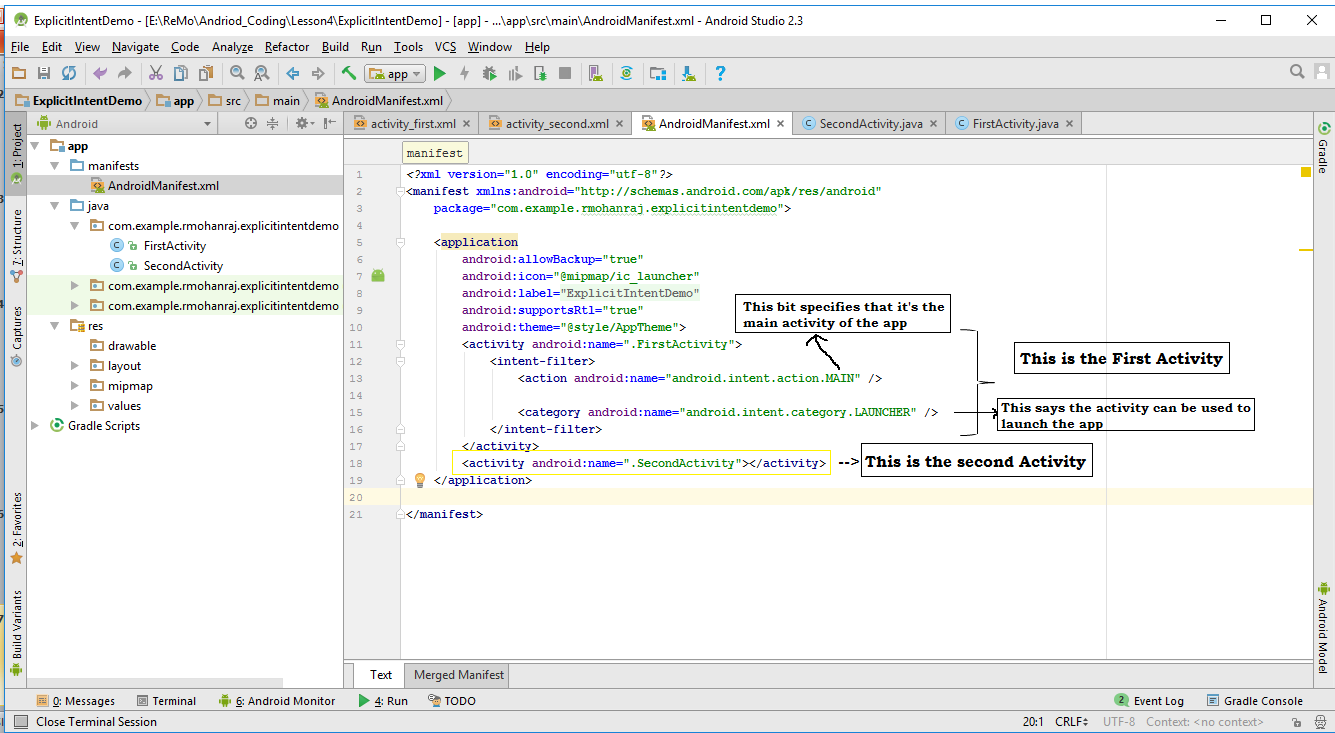 ExplicitIntentDemo - [E:\ReMo\Andriod_Coding\Lesson4\ExplicitIntentDemo] - [app] - ...\app\src\main\AndroidManifest.xml - Android Studio 2.3
File Edit View Navigate Code Analyze Refactor Build Run Tools VCS Window Help
app
ExplicitIntentDemo app src main AndroidManifest.xml
Android
activity_first.xml activity_second.xml AndroidManifest.xml SecondActivity.java FirstActivity.java
1: Project
7: Structure
Captures
2: Favorites
Build Variants
app
manifests
AndroidManifest.xml
java
com.example.rmohanraj.explicitintentdemo
FirstActivity
SecondActivity
com.example.rmohanraj.explicitintentdemo
com.example.rmohanraj.explicitintentdemo
res
drawable
layout
mipmap
values
Gradle Scripts
manifest
1 <?xml version="1.0" encoding="utf-8"?>
2 <manifest xmlns:android="http://schemas.android.com/apk/res/android"
3 package="com.example.rmohanraj.explicitintentdemo">
4
5 <application
6 android:allowBackup="true"
7 android:icon="@mipmap/ic_launcher"
8 android:label="ExplicitIntentDemo"
9 android:supportsRtl="true"
10 android:theme="@style/AppTheme">
11 <activity android:name=".FirstActivity">
12 <intent-filter>
13 <action android:name="android.intent.action.MAIN" />
14
15 <category android:name="android.intent.category.LAUNCHER" />
16 </intent-filter>
17 </activity>
18 <activity android:name=".SecondActivity"></activity>
19 </application>
20
21 </manifest>
This bit specifies that it's the
main activity of the app
This is the First Activity
This says the activity can be used to
launch the app
--> This is the second Activity
Gradle
Android Model
Text Merged Manifest
0: Messages Terminal 6: Android Monitor 4: Run TODO 2 Event Log Gradle Console
Close Terminal Session 20:1 CRLF UTF-8 Context: <no context>